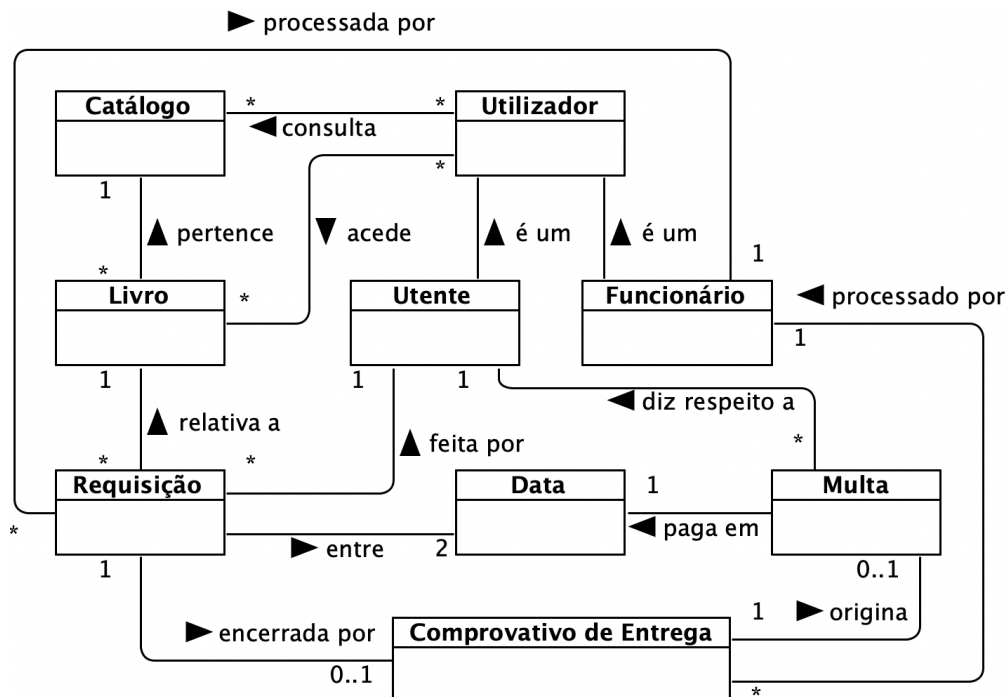 ► processada por
Catálogo
*
*
Utilizador
◄ consulta
1
*
▲ pertence
▼ acede
▲ é um
▲ é um
1
*
Livro
*
Utente
Funcionário
◄ processado por
1
1
1
1
◄ diz respeito a
▲ relativa a
▲ feita por
*
*
*
Requisição
Data
1
Multa
◄ paga em
*
► entre
2
1
0..1
► encerrada por
Comprovativo de Entrega
1
► origina
0..1
*